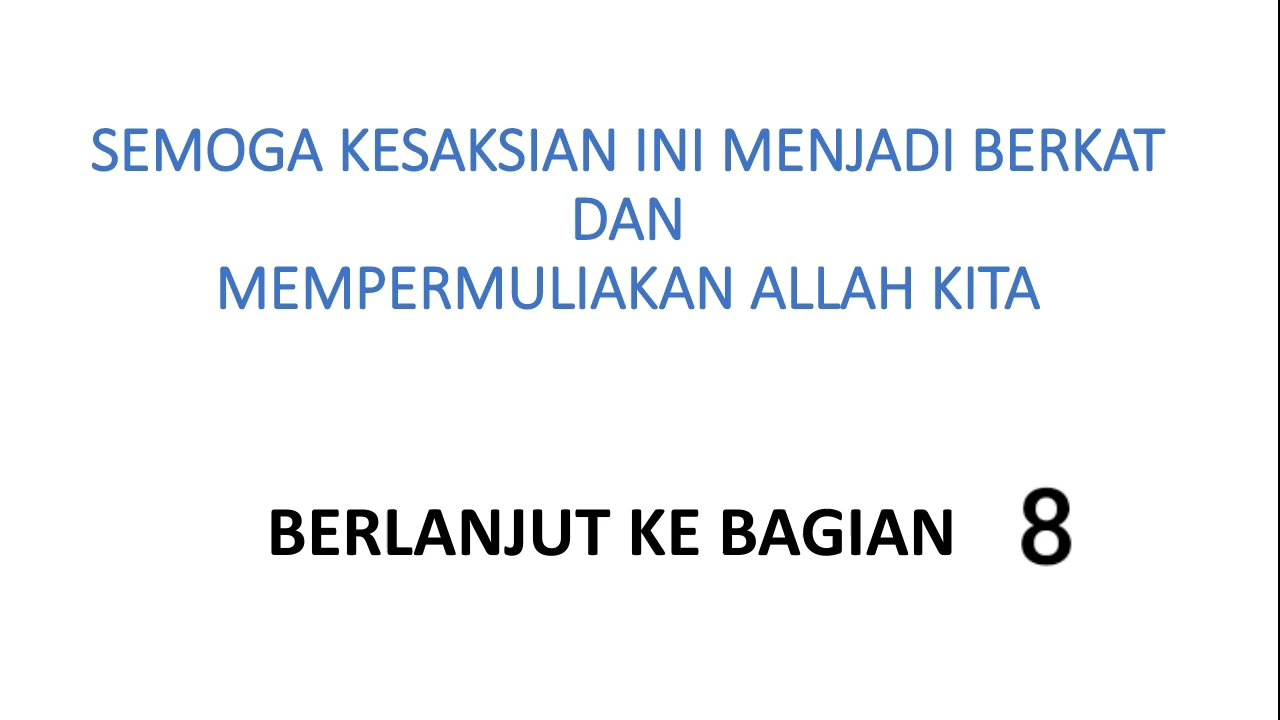 SEMOGA KESAKSIAN INI MENJADI BERKAT
DAN
MEMPERMULIAKAN ALLAH KITA
BERLANJUT KE BAGIAN 8